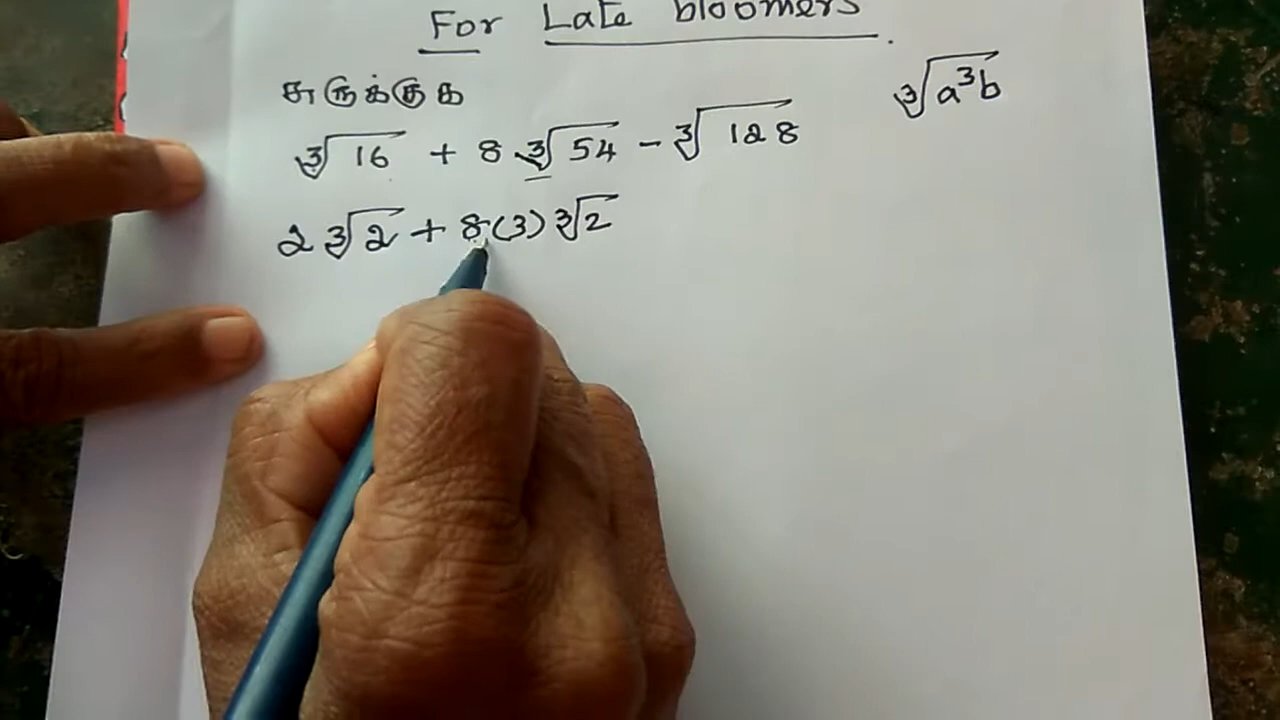 For Late bloomers.
சுருக்குக
∛16 + 8 ∛54 - ∛128
∛a³b
2 ∛2 + 8(3) ∛2